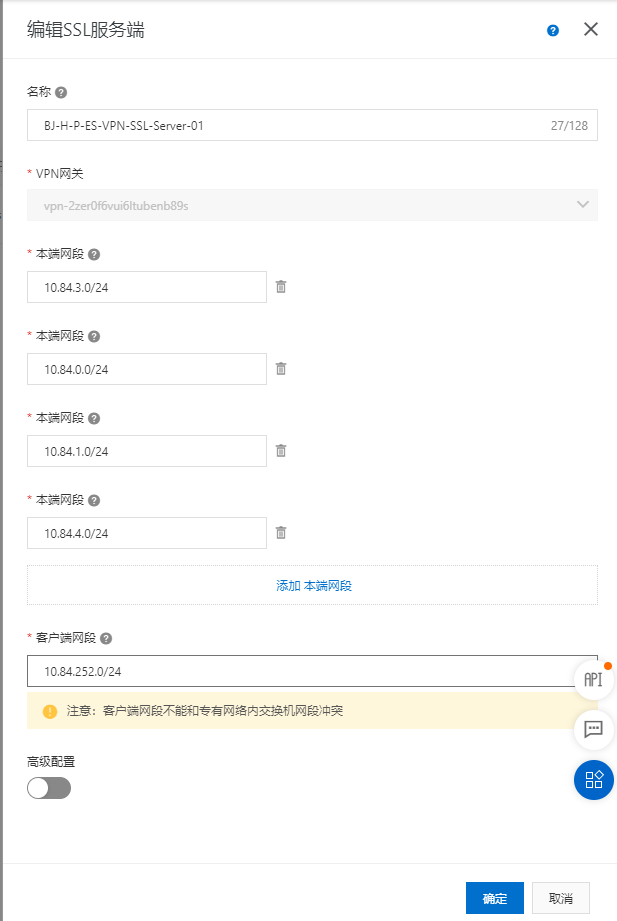 编辑SSL服务端
名称
BJ-H-P-ES-VPN-SSL-Server-01 27/128
* VPN网关
vpn-2zer0f6vui6ltubenb89s
* 本端网段
10.84.3.0/24
* 本端网段
10.84.0.0/24
* 本端网段
10.84.1.0/24
* 本端网段
10.84.4.0/24
添加 本端网段
* 客户端网段
10.84.252.0/24
API
注意：客户端网段不能和专有网络内交换机网段冲突
高级配置
确定 取消